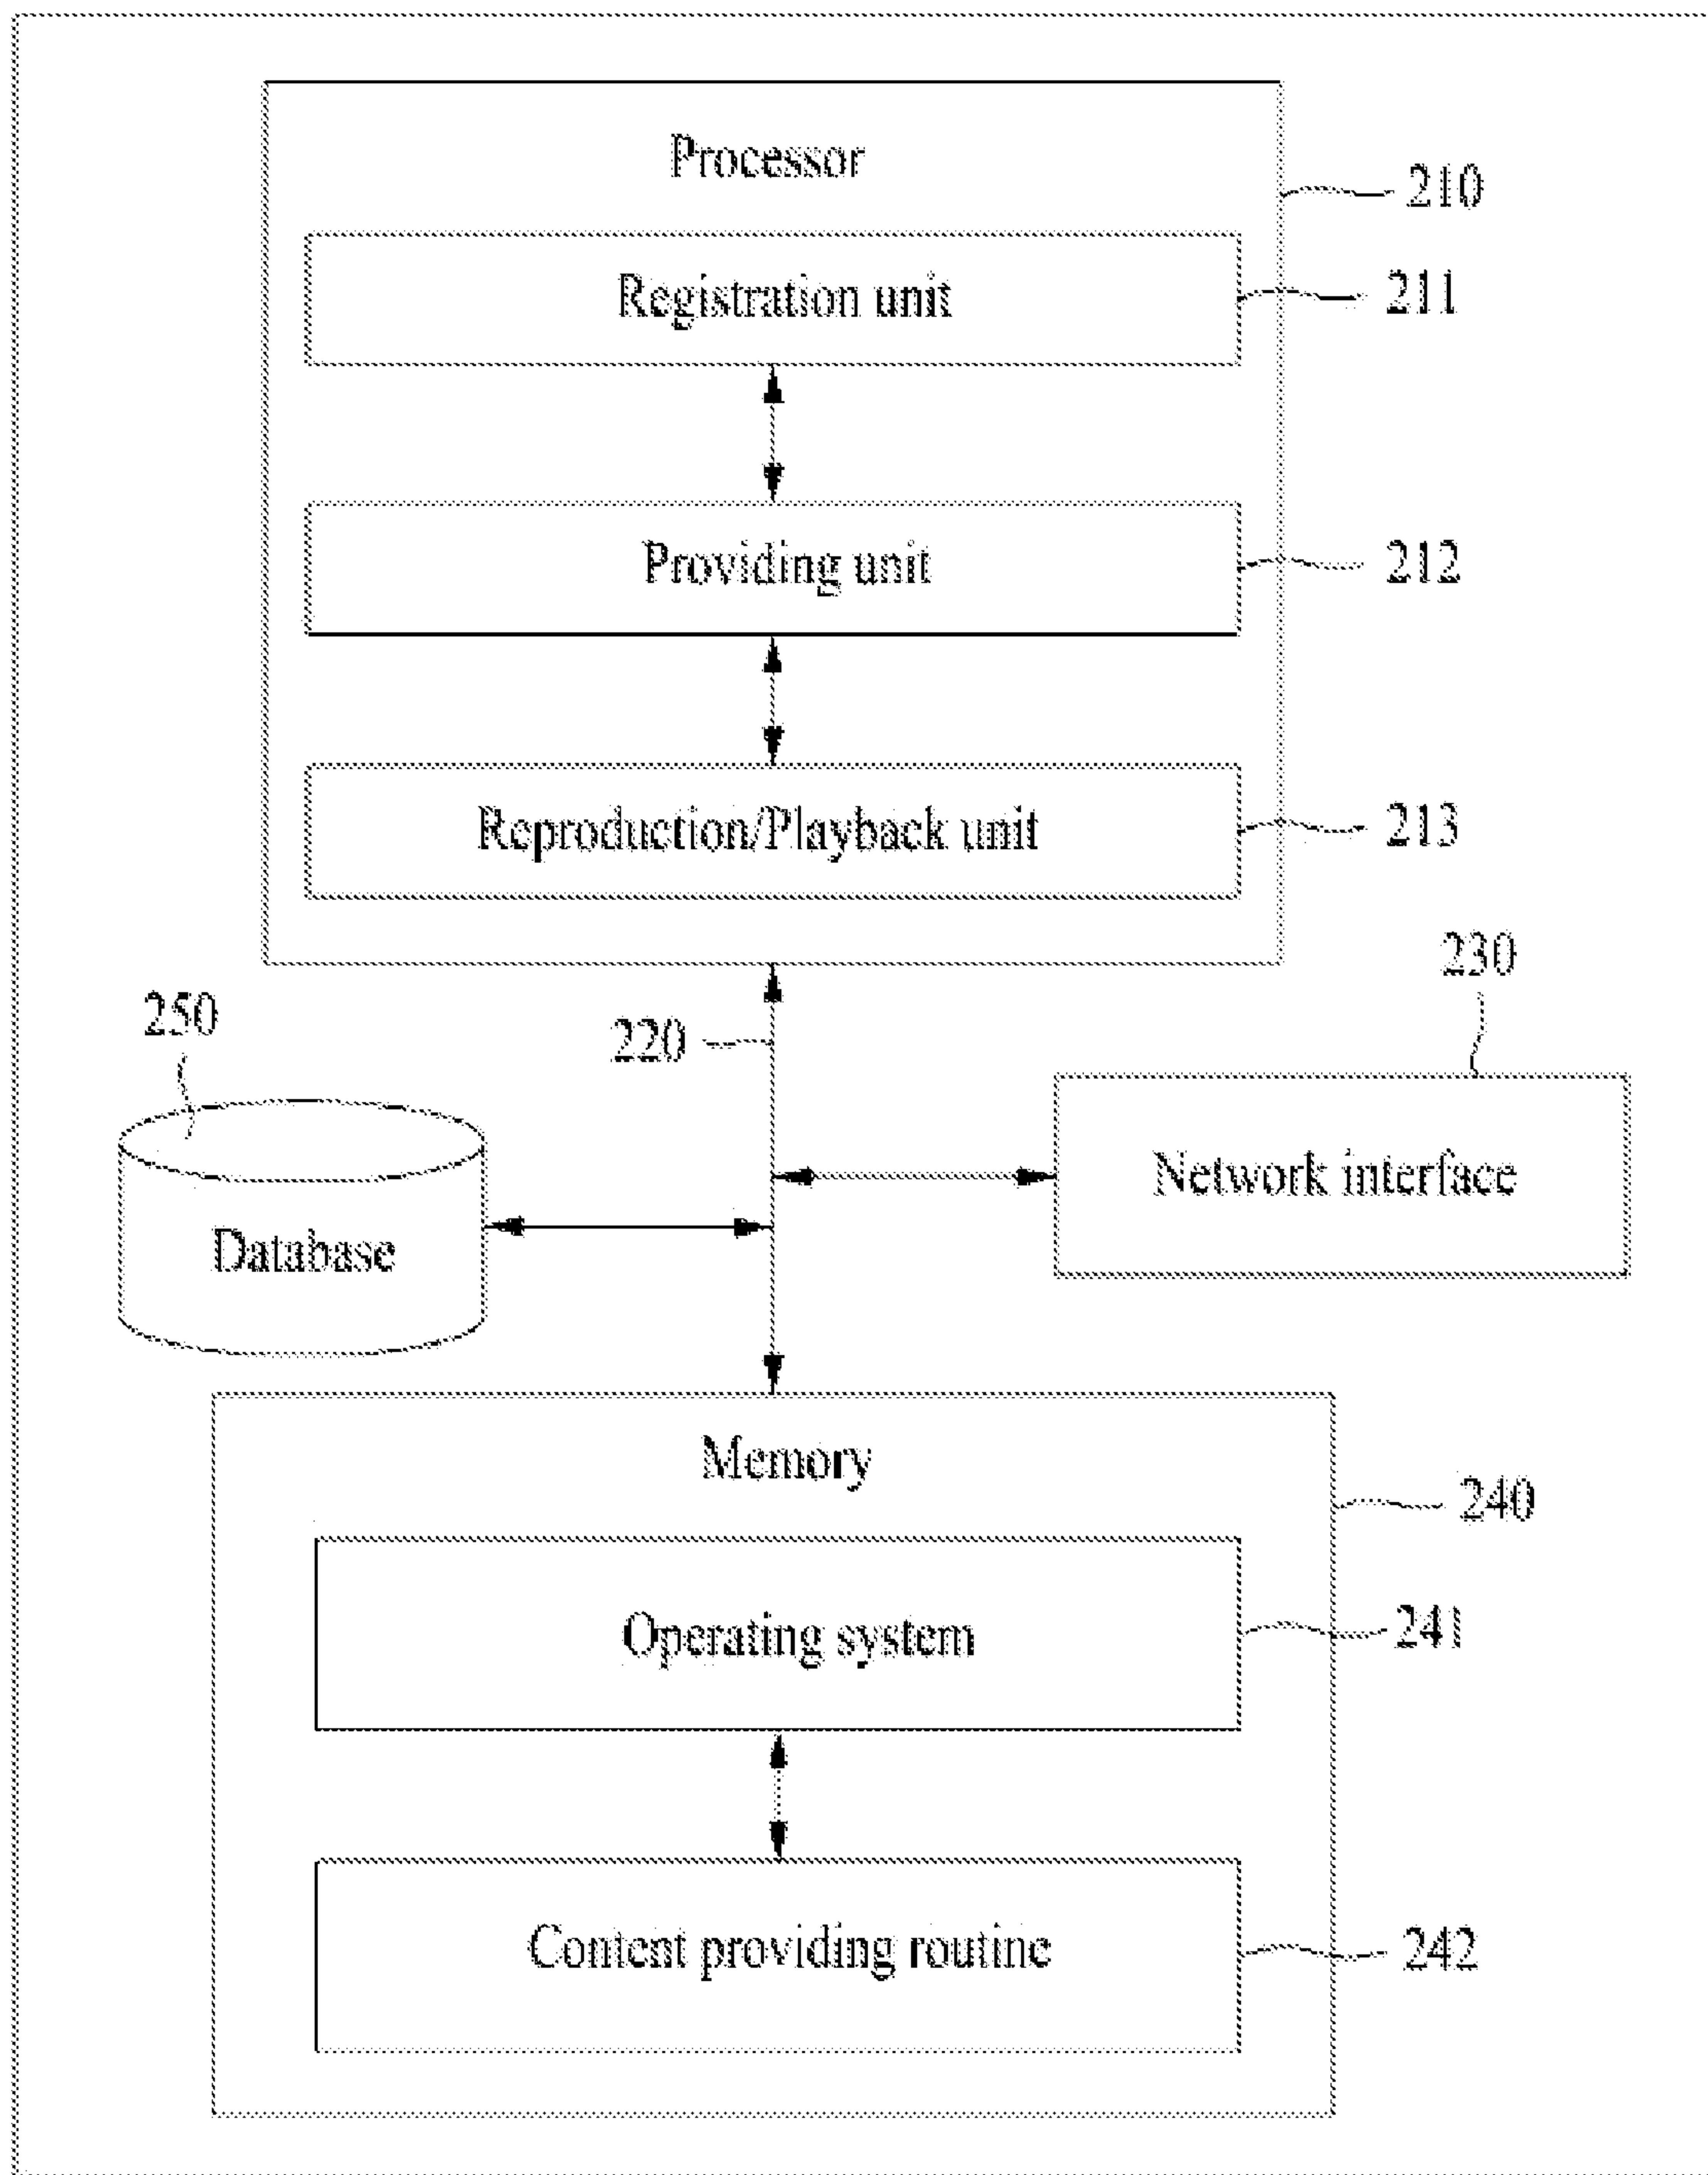 Processor
210
Registration unit
211
Providing unit
212
Reproduction/Playback unit
213
230
250
220
Network interface
Database
Memory
240
Operating system
241
Content providing routine
242